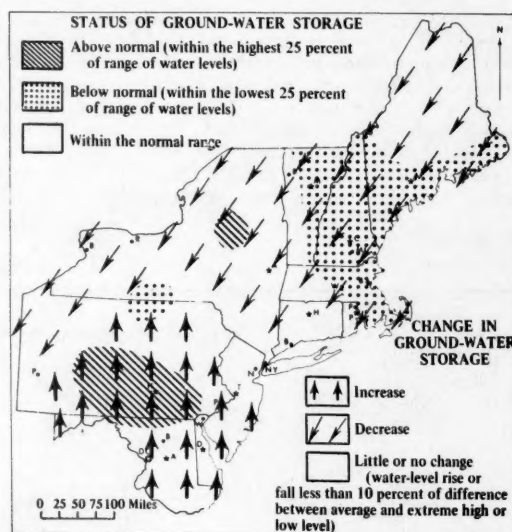 STATUS OF GROUND-WATER STORAGE
Above normal (within the highest 25 percent
of range of water levels)
Below normal (within the lowest 25 percent
of range of water levels)
Within the normal range
N
CHANGE IN
GROUND-WATER
STORAGE
Increase
Decrease
Little or no change
(water-level rise or
fall less than 10 percent of difference
between average and extreme high or
low level)
0 25 50 75 100 Miles